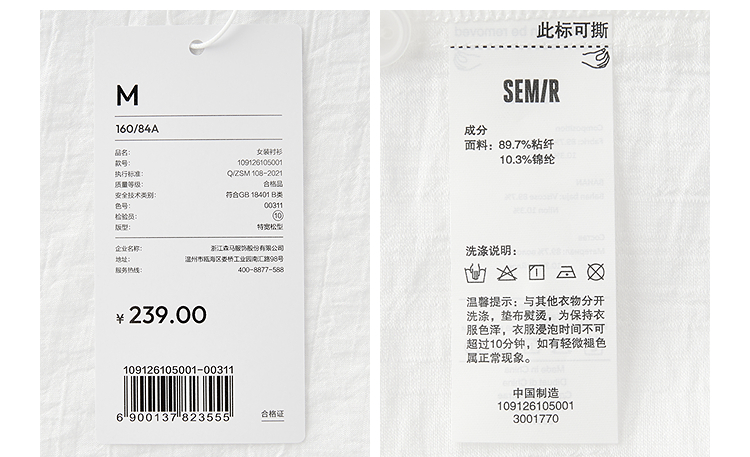 M
160/84A
品名: 女装衬衫
款号: 109126105001
执行标准: Q/ZSM 108-2021
质量等级: 合格品
安全技术类别: 符合GB 18401 B类
色号: 00311
检验员: 10
版型: 特宽松型
企业名称: 浙江森马服饰股份有限公司
地址: 温州市瓯海区娄桥工业园南汇路98号
服务热线: 400-8877-588
¥ 239.00
109126105001-00311
6 900137 823555
合格证
此标可撕
SEMIR
成分
面料: 89.7%粘纤
10.3%锦纶
洗涤说明:
温馨提示: 与其他衣物分开
洗涤, 垫布熨烫, 为保持衣
服色泽, 衣服浸泡时间不可
超过10分钟, 如有轻微褪色
属正常现象。
中国制造
109126105001
3001770